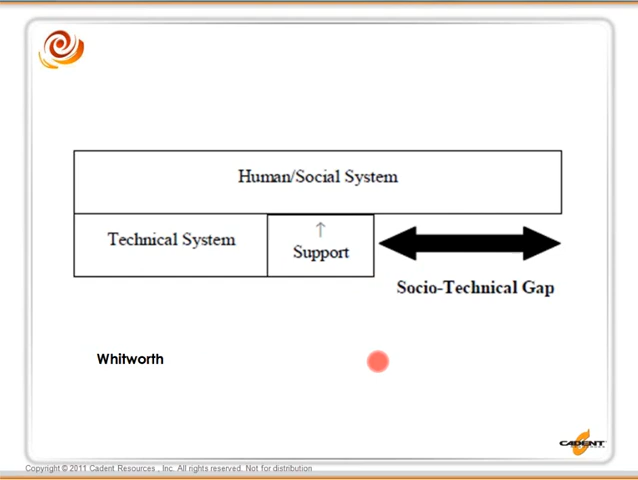 Human/Social System
Technical System
↑
Support
Socio-Technical Gap
Whitworth
CADENT
Copyright © 2011 Cadent Resources , Inc. All rights reserved. Not for distribution